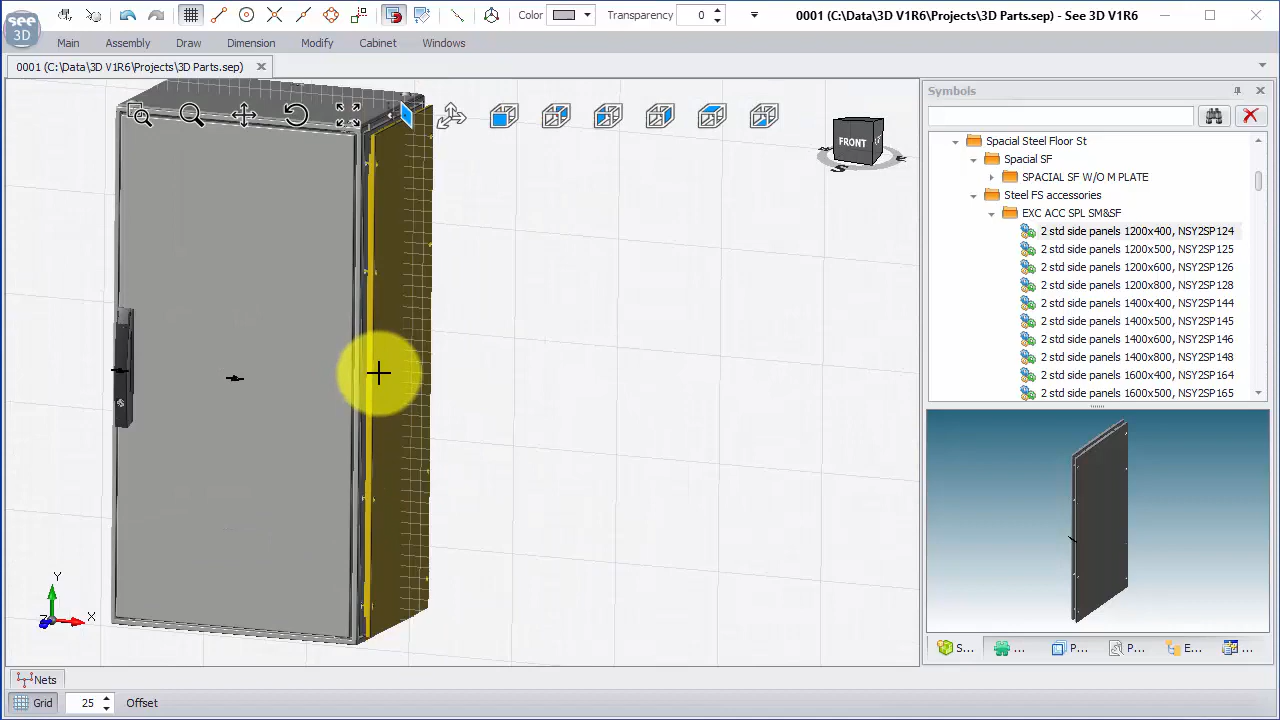 see
3D
Color
Transparency
0
0001 (C:\Data\3D V1R6\Projects\3D Parts.sep) - See 3D V1R6
Main
Assembly
Draw
Dimension
Modify
Cabinet
Windows
0001 (C:\Data\3D V1R6\Projects\3D Parts.sep)
Symbols
Spacial Steel Floor St
Spacial SF
SPACIAL SF W/O M PLATE
Steel FS accessories
EXC ACC SPL SM&SF
2 std side panels 1200x400, NSY2SP124
2 std side panels 1200x500, NSY2SP125
2 std side panels 1200x600, NSY2SP126
2 std side panels 1200x800, NSY2SP128
2 std side panels 1400x400, NSY2SP144
2 std side panels 1400x500, NSY2SP145
2 std side panels 1400x600, NSY2SP146
2 std side panels 1400x800, NSY2SP148
2 std side panels 1600x400, NSY2SP164
2 std side panels 1600x500, NSY2SP165
FRONT
Y
X
S...
...
P...
P...
E...
...
Nets
Grid
25
Offset